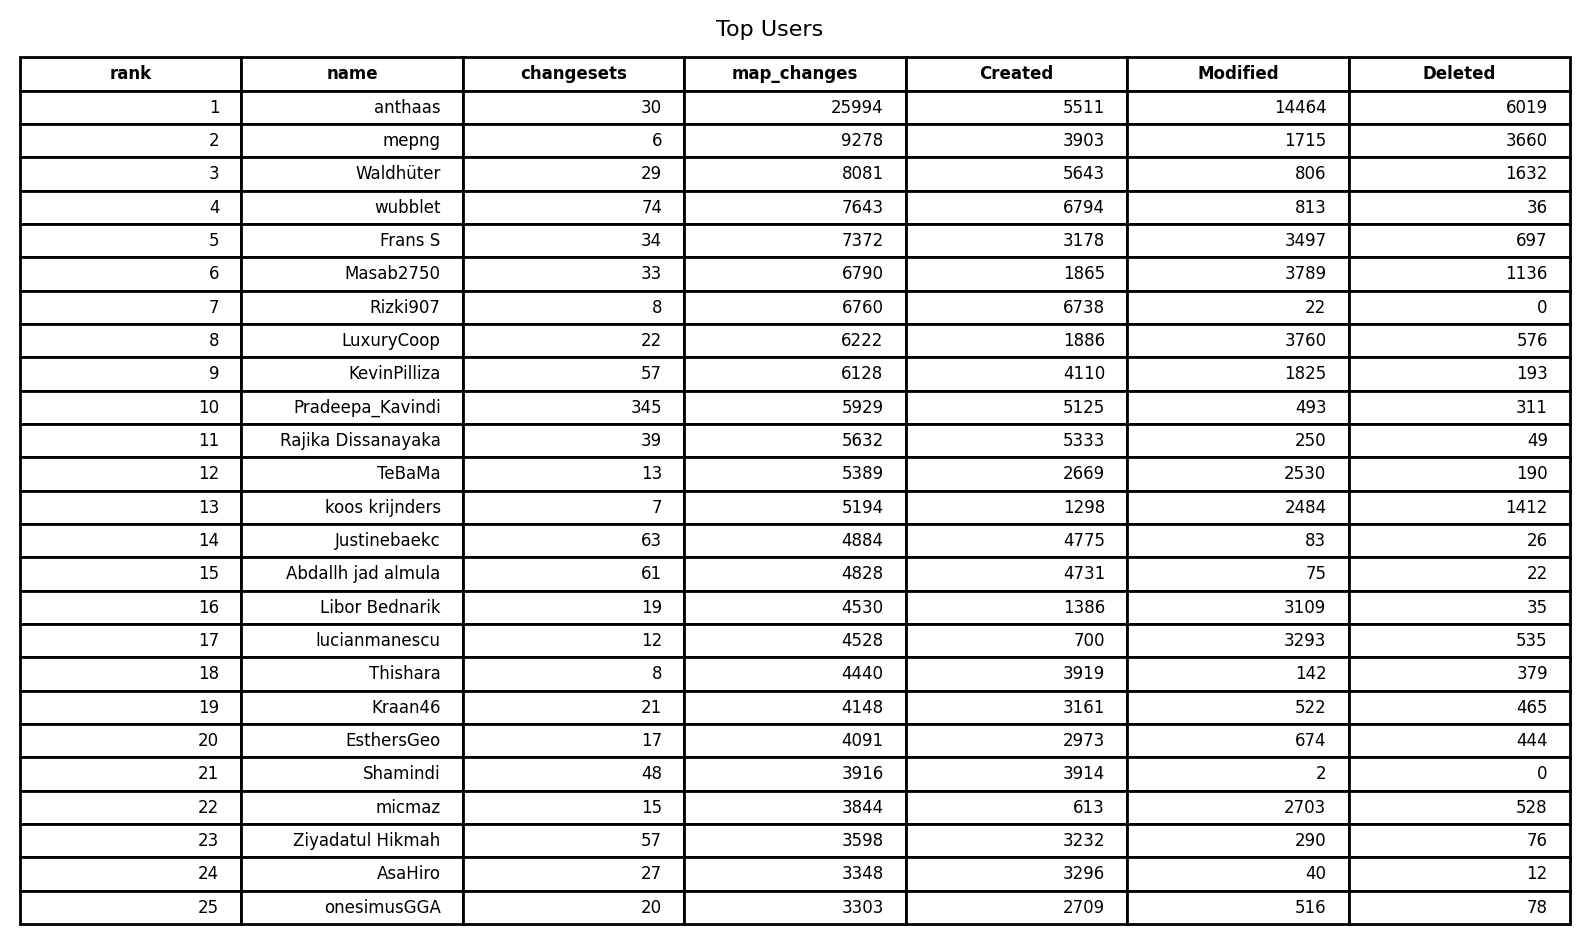 Top Users
rank name changesets map_changes Created Modified Deleted
1 anthaas 30 25994 5511 14464 6019
2 mepng 6 9278 3903 1715 3660
3 Waldhüter 29 8081 5643 806 1632
4 wubblet 74 7643 6794 813 36
5 Frans S 34 7372 3178 3497 697
6 Masab2750 33 6790 1865 3789 1136
7 Rizki907 8 6760 6738 22 0
8 LuxuryCoop 22 6222 1886 3760 576
9 KevinPilliza 57 6128 4110 1825 193
10 Pradeepa_Kavindi 345 5929 5125 493 311
11 Rajika Dissanayaka 39 5632 5333 250 49
12 TeBaMa 13 5389 2669 2530 190
13 koos krijnders 7 5194 1298 2484 1412
14 Justinebaekc 63 4884 4775 83 26
15 Abdallh jad almula 61 4828 4731 75 22
16 Libor Bednarik 19 4530 1386 3109 35
17 lucianmanescu 12 4528 700 3293 535
18 Thishara 8 4440 3919 142 379
19 Kraan46 21 4148 3161 522 465
20 EsthersGeo 17 4091 2973 674 444
21 Shamindi 48 3916 3914 2 0
22 micmaz 15 3844 613 2703 528
23 Ziyadatul Hikmah 57 3598 3232 290 76
24 AsaHiro 27 3348 3296 40 12
25 onesimusGGA 20 3303 2709 516 78